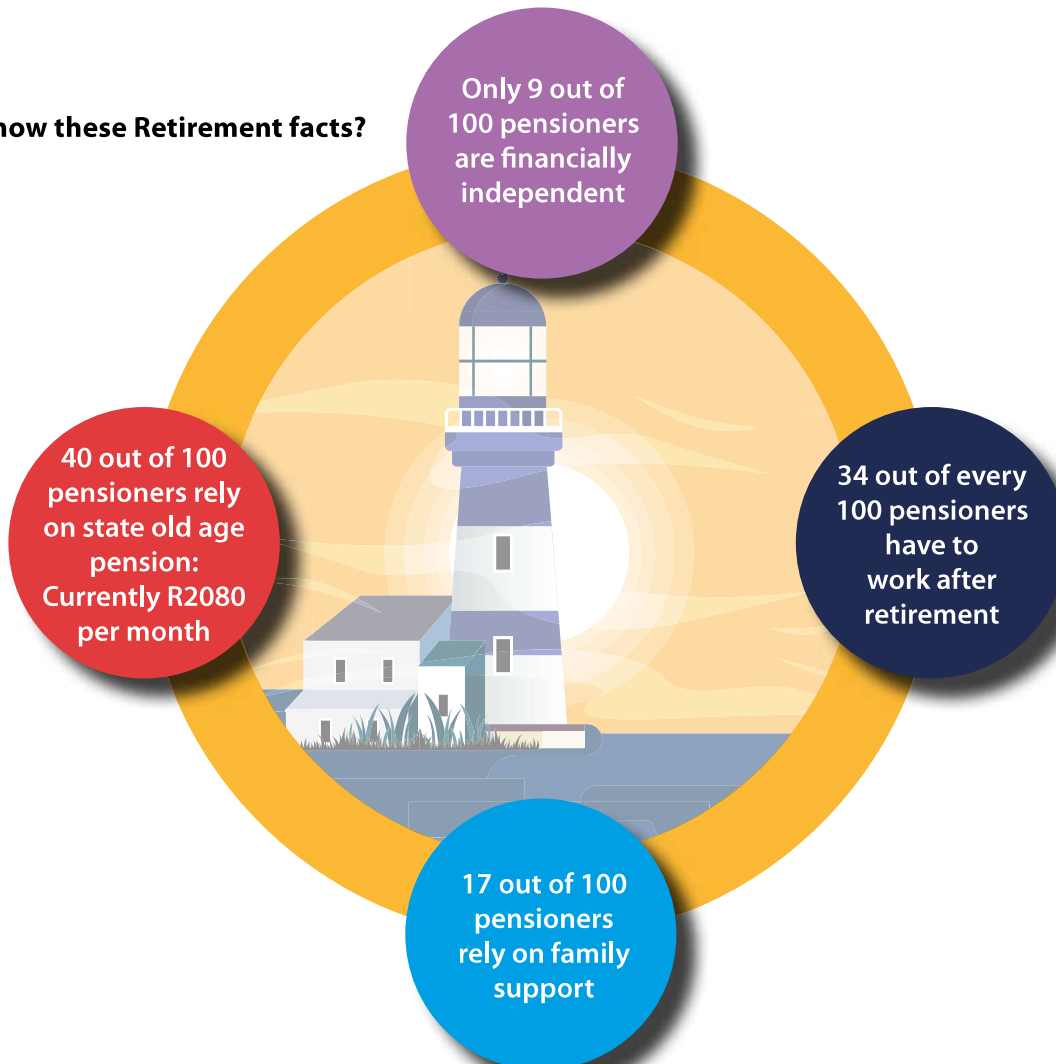 now these Retirement facts?
Only 9 out of
100 pensioners
are financially
independent
40 out of 100
pensioners rely
on state old age
pension:
Currently R2080
per month
34 out of every
100 pensioners
have to
work after
retirement
17 out of 100
pensioners
rely on family
support